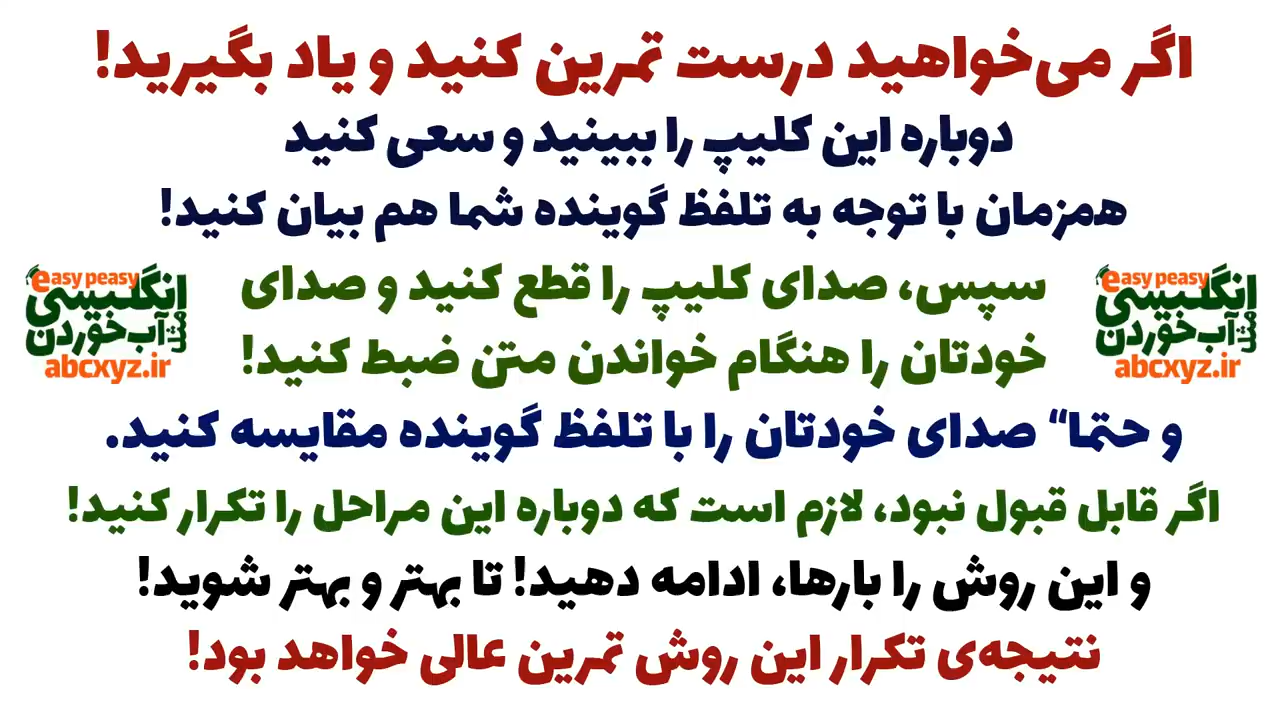 اگر می‌خواهید درست تمرین کنید و یاد بگیرید!
دوباره این کلیپ را ببینید و سعی کنید
همزمان با توجه به تلفظ گوینده شما هم بیان کنید!
سپس، صدای کلیپ را قطع کنید و صدای
خودتان را هنگام خواندن متن ضبط کنید!
و حتما“ صدای خودتان را با تلفظ گوینده مقایسه کنید.
اگر قابل قبول نبود، لازم است که دوباره این مراحل را تکرار کنید!
و این روش را بارها، ادامه دهید! تا بهتر و بهتر شوید!
نتیجه‌ی تکرار این روش تمرین عالی خواهد بود!
easy peasy
انگلیسی
مثل آب خوردن
abcxyz.ir
easy peasy
انگلیسی
مثل آب خوردن
abcxyz.ir